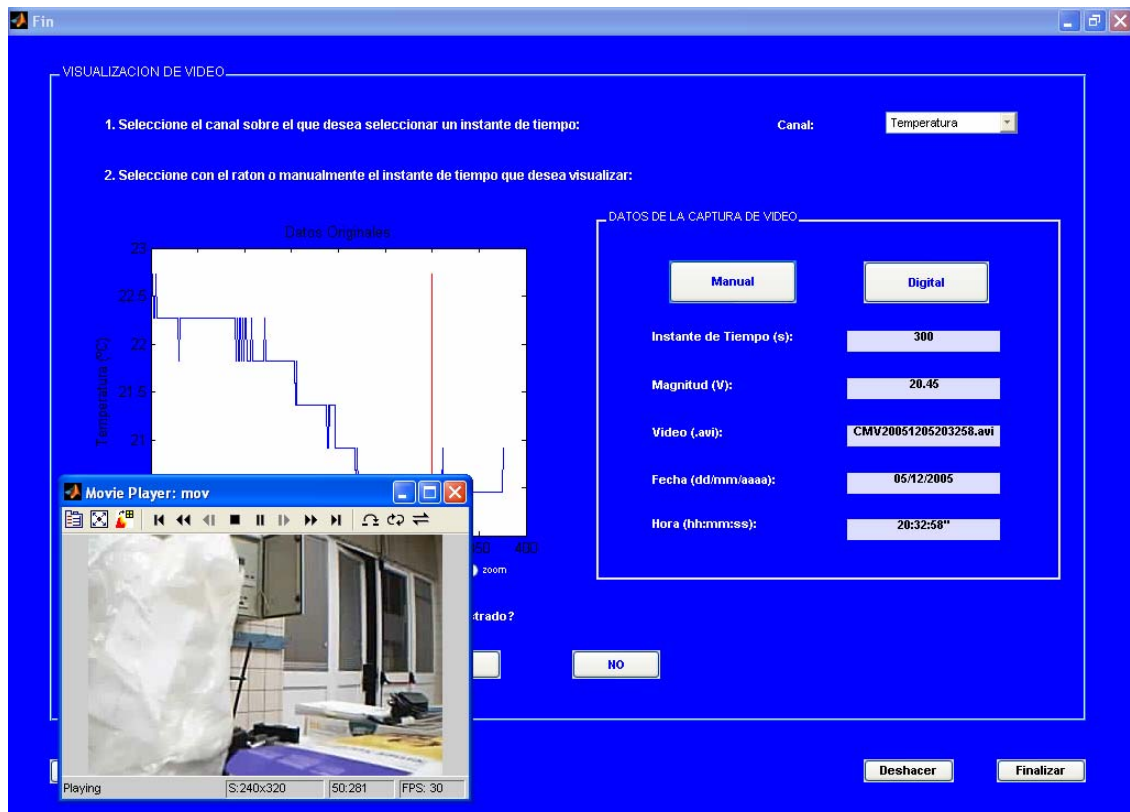 Fin
VISUALIZACION DE VIDEO
1. Seleccione el canal sobre el que desea seleccionar un instante de tiempo:
Canal:
Temperatura
2. Seleccione con el raton o manualmente el instante de tiempo que desea visualizar:
Datos Originales
23
22.5
22
21.5
21
Temperatura (ºC)
400
zoom
strado?
NO
DATOS DE LA CAPTURA DE VIDEO
Manual
Digital
Instante de Tiempo (s):
300
Magnitud (V):
20.45
Video (.avi):
CMV20051205203258.avi
Fecha (dd/mm/aaaa):
05/12/2005
Hora (hh:mm:ss):
20:32:58"
Movie Player: mov
Playing
S:240x320
50:281
FPS: 30
Deshacer
Finalizar